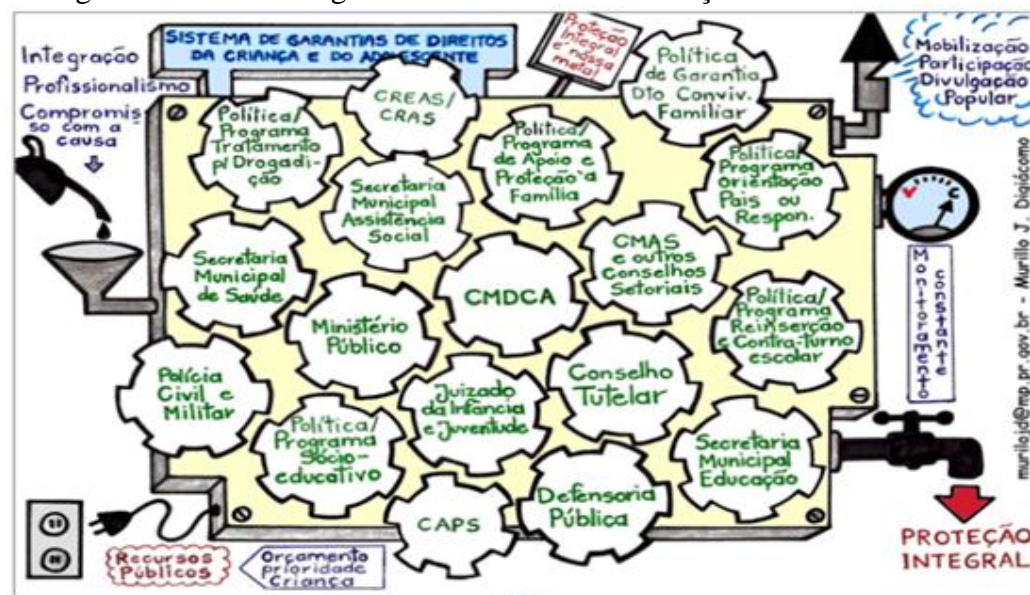 SISTEMA DE GARANTIAS DE DIREITOS
DA CRIANÇA E DO ADOLESCENTE
Integração
Profissionalismo
Compromis
so com a
causa
Proteção
Integral
é nossa
meta!
Mobilização
Participação
Divulgação
Popular
CREAS/
CRAS
Política
de Garantia
Dto Conviv.
Familiar
Política/
Programa
Tratamento
p/ Drogadi-
ção
Política/
Programa
de Apoio e
Proteção à
Família
Política/
Programa
Orientação
Pais ou
Respon.
Secretaria
Municipal
Assistência
Social
CMAS
e outros
Conselhos
Setoriais
Secretaria
Municipal
de Saúde
CMDCA
Ministério
Público
Política/
Programa
Reinserção
e Contra-turno
escolar
Polícia
Civil e
Militar
Juizado
da Infância
e Juventude
Conselho
Tutelar
Política/
Programa
Sócio-
educativo
Secretaria
Municipal
Educação
CAPS
Defensoria
Pública
Monitoramento
constante
murilojd@mp.pr.gov.br - Murillo J. Digiácomo
Recursos
Públicos
Orçamento
prioridade
Criança
PROTEÇÃO
INTEGRAL